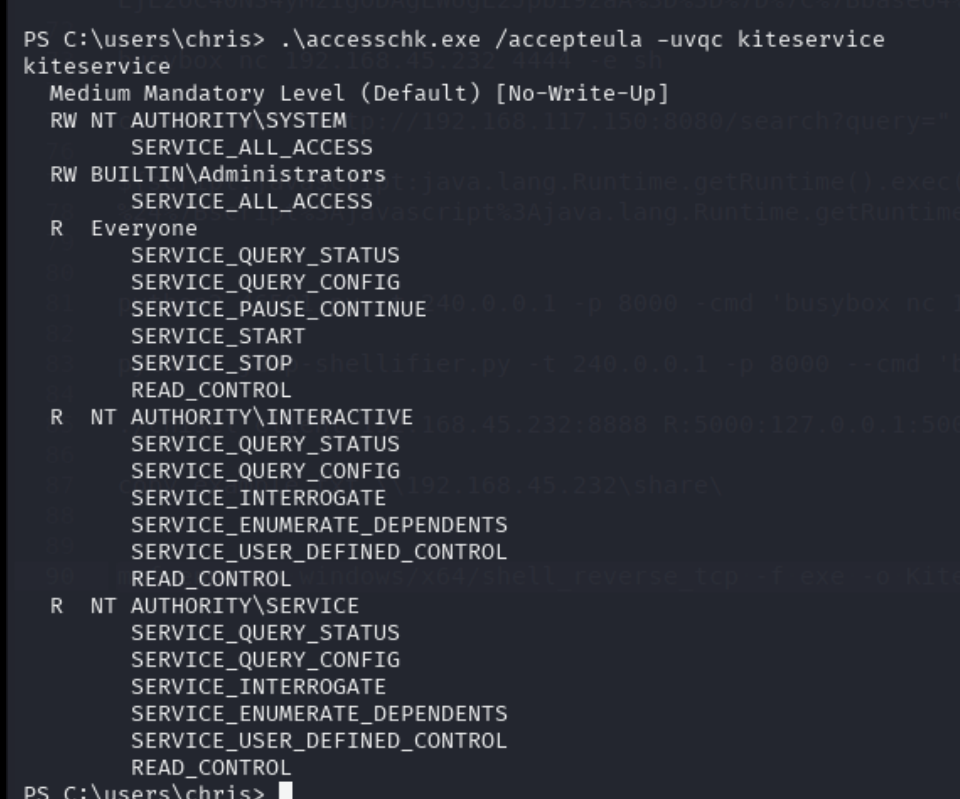 PS C:\users\chris> .\accesschk.exe /accepteula -uvqc kiteservice
kiteservice
  Medium Mandatory Level (Default) [No-Write-Up]
  RW NT AUTHORITY\SYSTEM
        SERVICE_ALL_ACCESS
  RW BUILTIN\Administrators
        SERVICE_ALL_ACCESS
  R  Everyone
        SERVICE_QUERY_STATUS
        SERVICE_QUERY_CONFIG
        SERVICE_PAUSE_CONTINUE
        SERVICE_START
        SERVICE_STOP
        READ_CONTROL
  R  NT AUTHORITY\INTERACTIVE
        SERVICE_QUERY_STATUS
        SERVICE_QUERY_CONFIG
        SERVICE_INTERROGATE
        SERVICE_ENUMERATE_DEPENDENTS
        SERVICE_USER_DEFINED_CONTROL
        READ_CONTROL
  R  NT AUTHORITY\SERVICE
        SERVICE_QUERY_STATUS
        SERVICE_QUERY_CONFIG
        SERVICE_INTERROGATE
        SERVICE_ENUMERATE_DEPENDENTS
        SERVICE_USER_DEFINED_CONTROL
        READ_CONTROL
PS C:\users\chris>